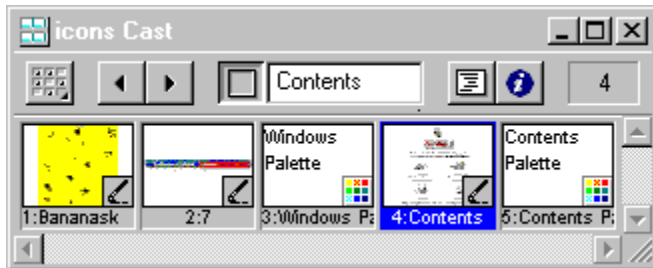 icons Cast
Contents
4
Windows
Palette
Contents
Palette
1:Bananask
2:7
3:Windows Pa
4:Contents
5:Contents P